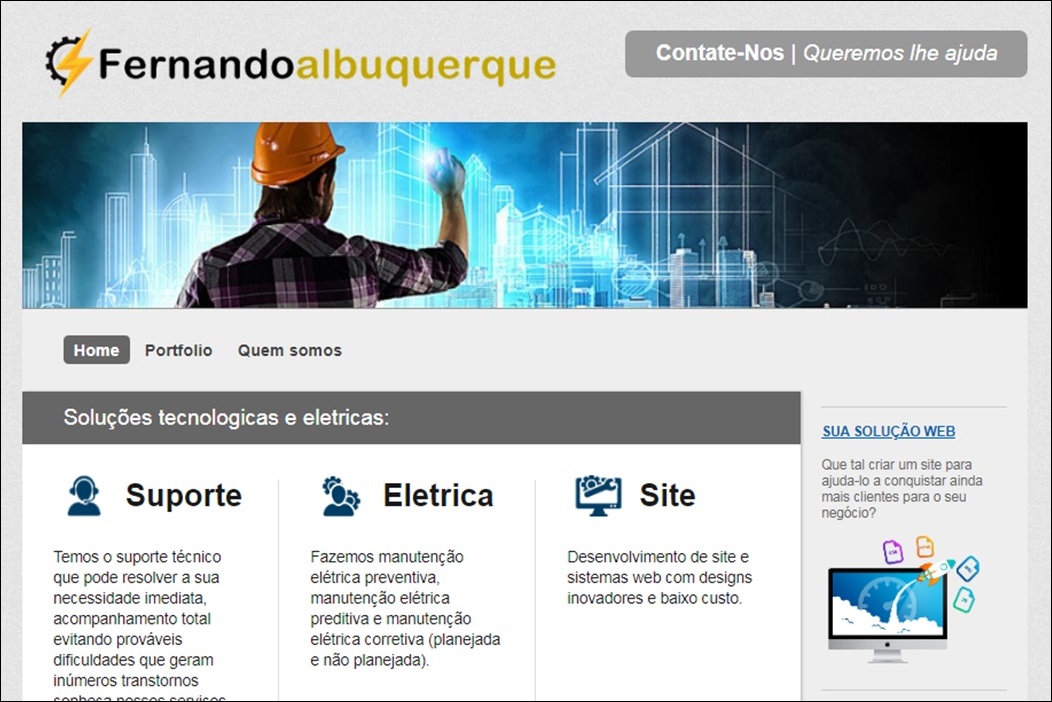 Fernandoalbuquerque
Contate-Nos | Queremos lhe ajuda
Home
Portfolio
Quem somos
Soluções tecnologicas e eletricas:
Suporte
Temos o suporte técnico
que pode resolver a sua
necessidade imediata,
acompanhamento total
evitando prováveis
dificuldades que geram
inúmeros transtornos
conheça nossos serviços
Eletrica
Fazemos manutenção
elétrica preventiva,
manutenção elétrica
preditiva e manutenção
elétrica corretiva (planejada
e não planejada).
Site
Desenvolvimento de site e
sistemas web com designs
inovadores e baixo custo.
SUA SOLUÇÃO WEB
Que tal criar um site para
ajuda-lo a conquistar ainda
mais clientes para o seu
negócio?